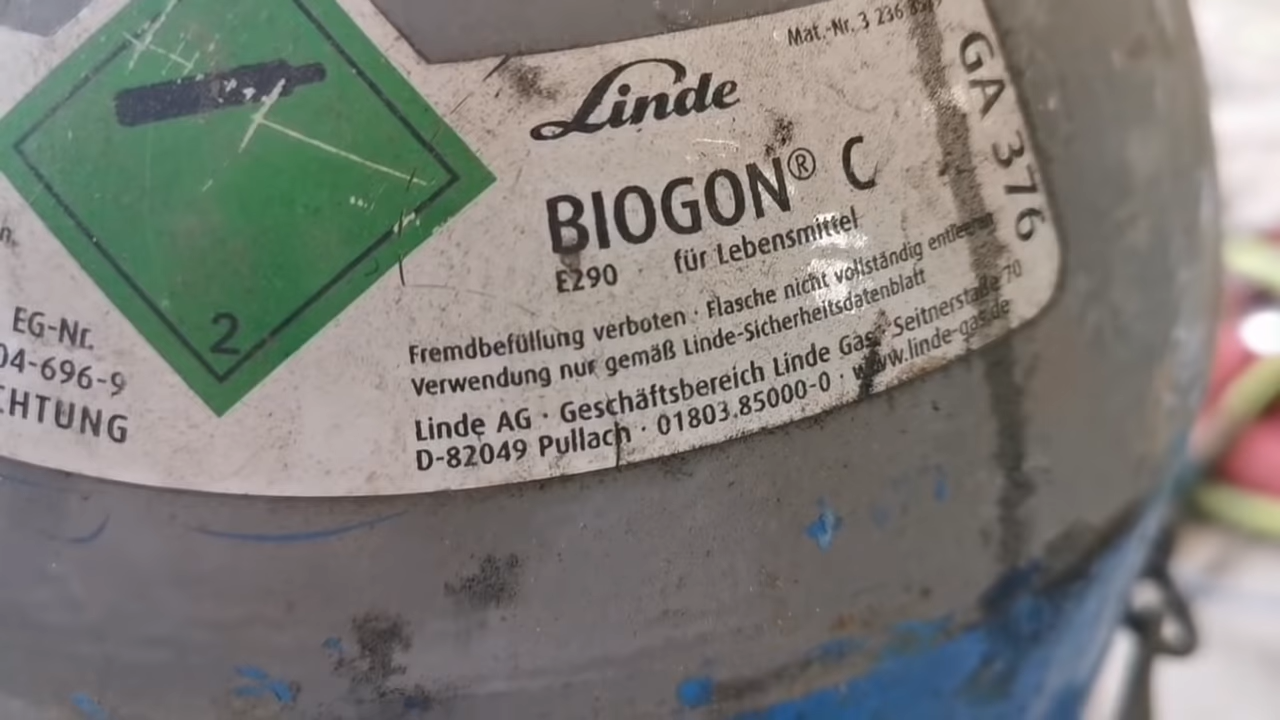 Mat.-Nr. 3 236
Linde
BIOGON® C
E290 für Lebensmittel
Fremdbefüllung verboten · Flasche nicht vollständig
Verwendung nur gemäß Linde-Sicherheitsdatenblatt
Linde AG · Geschäftsbereich Linde Gas · Seitnerstaße 70
D-82049 Pullach · 01803.85000-0 · www.linde-gas.de
GA 376
2
EG-Nr.
04-696-9
CHTUNG